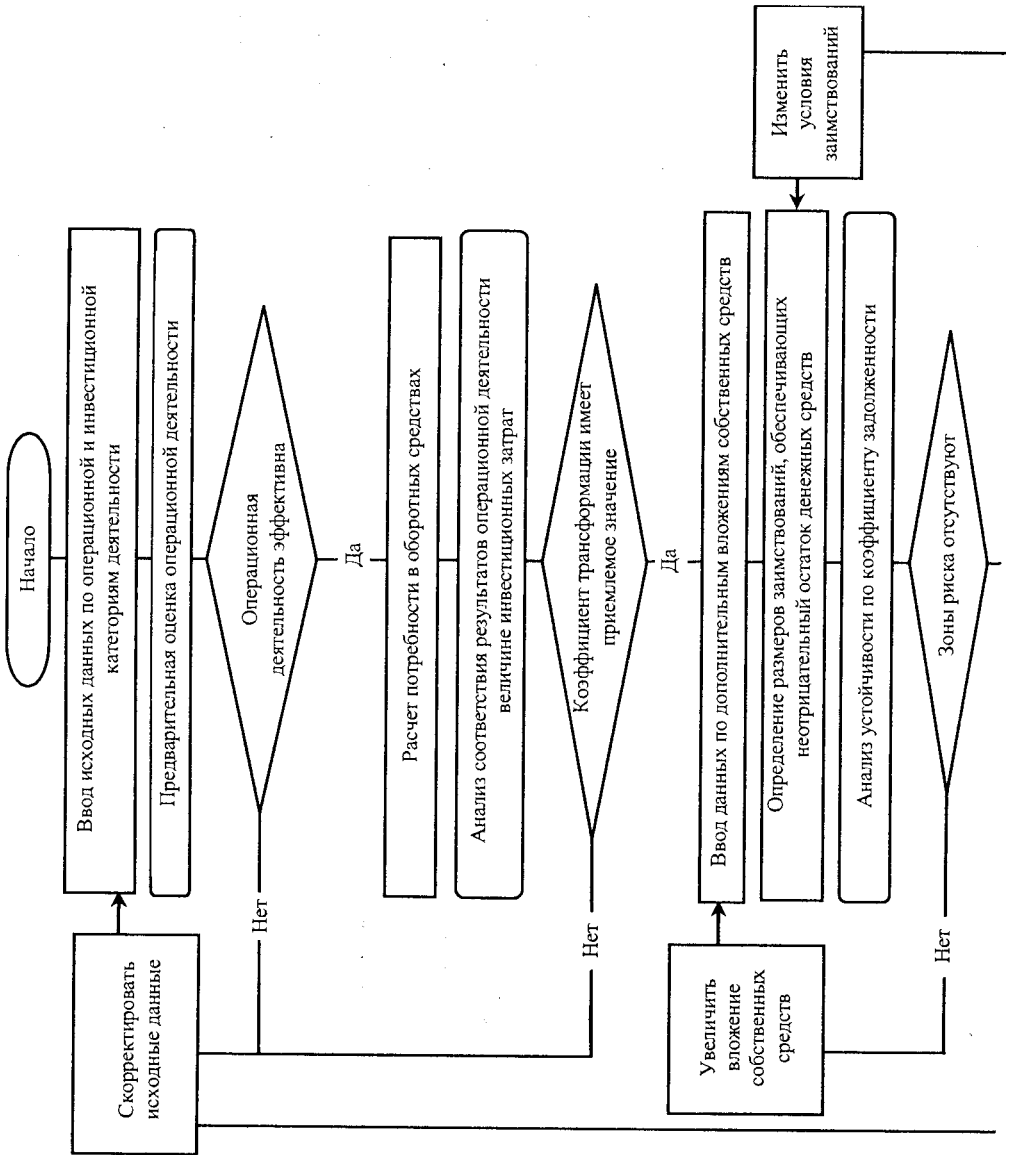 Начало
Ввод исходных данных по операционной и инвестиционной
категориям деятельности
Скорректировать
исходные данные
Предварительная оценка операционной деятельности
Операционная
деятельность эффективна
Нет
Да
Расчет потребности в оборотных средствах
Анализ соответствия результатов операционной деятельности
величине инвестиционных затрат
Коэффициент трансформации имеет
приемлемое значение
Нет
Да
Ввод данных по дополнительным вложениям собственных средств
Увеличить
вложение
собственных
средств
Определение размеров заимствований, обеспечивающих
неотрицательный остаток денежных средств
Изменить
условия
заимствований
Анализ устойчивости по коэффициенту задолженности
Зоны риска отсутствуют
Нет